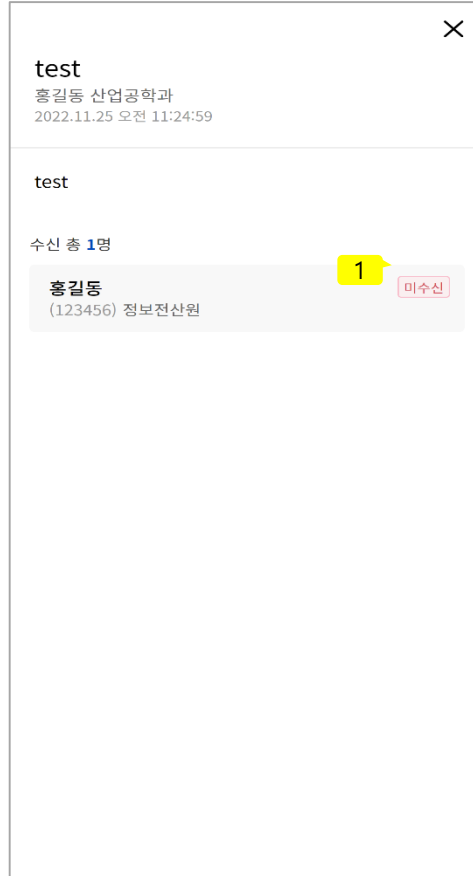 test
홍길동 산업공학과
2022.11.25 오전 11:24:59
test
수신 총 1명
1
홍길동
미수신
(123456) 정보전산원